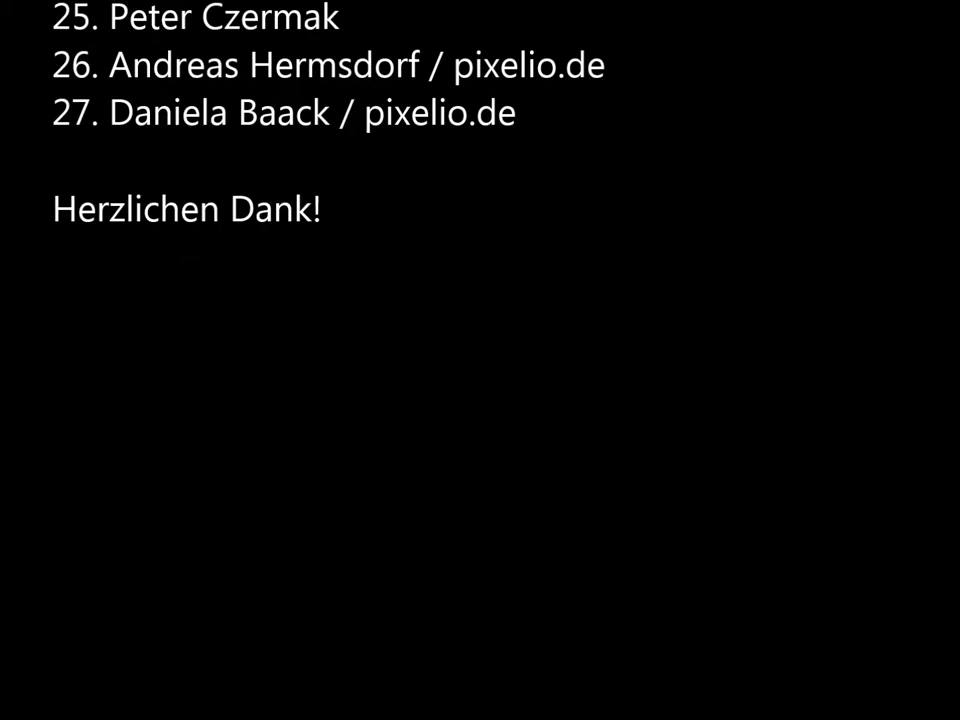 25. Peter Czermak
26. Andreas Hermsdorf / pixelio.de
27. Daniela Baack / pixelio.de
Herzlichen Dank!